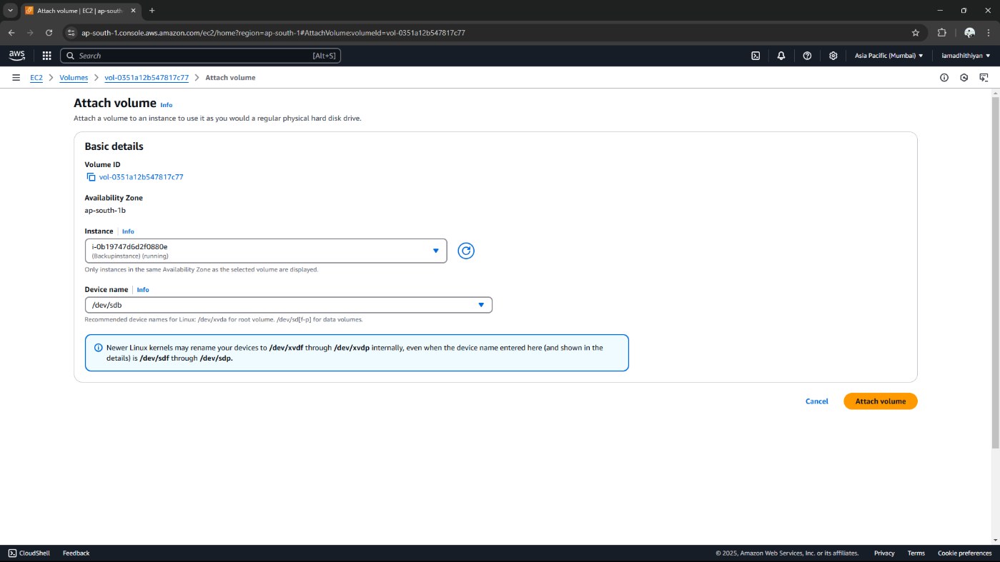 Attach volume | EC2 | ap-south-
ap-south-1.console.aws.amazon.com/ec2/home?region=ap-south-1#AttachVolume:volumeId=vol-0351a12b547817c77
aws
Search
[Alt+S]
Asia Pacific (Mumbai)
iamadhithiyan
EC2 > Volumes > vol-0351a12b547817c77 > Attach volume
Attach volume Info
Attach a volume to an instance to use it as you would a regular physical hard disk drive.
Basic details
Volume ID
vol-0351a12b547817c77
Availability Zone
ap-south-1b
Instance | Info
i-0b19747d6d2f0880e
(Backupinstance) (running)
Only instances in the same Availability Zone as the selected volume are displayed.
Device name | Info
/dev/sdb
Recommended device names for Linux: /dev/xvda for root volume. /dev/sd[f-p] for data volumes.
Newer Linux kernels may rename your devices to /dev/xvdf through /dev/xvdp internally, even when the device name entered here (and shown in the
details) is /dev/sdf through /dev/sdp.
Cancel
Attach volume
CloudShell
Feedback
© 2025, Amazon Web Services, Inc. or its affiliates.
Privacy
Terms
Cookie preferences